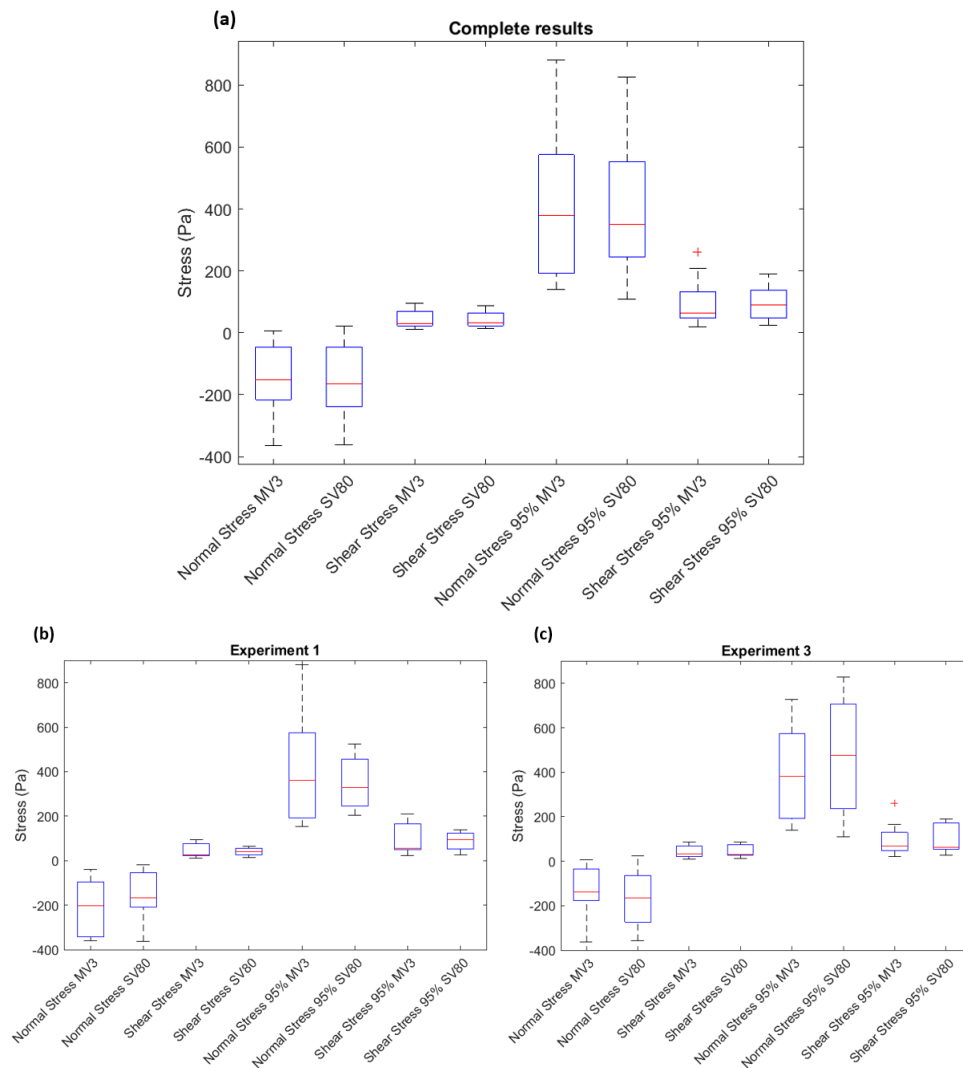 (a)
Complete results
Stress (Pa)
800
600
400
200
0
-200
-400
Normal Stress MV3
Normal Stress SV80
Shear Stress MV3
Shear Stress SV80
Normal Stress 95% MV3
Normal Stress 95% SV80
Shear Stress 95% MV3
Shear Stress 95% SV80
(b)
Experiment 1
Stress (Pa)
800
600
400
200
0
-200
-400
Normal Stress MV3
Normal Stress SV80
Shear Stress MV3
Shear Stress SV80
Normal Stress 95% MV3
Normal Stress 95% SV80
Shear Stress 95% MV3
Shear Stress 95% SV80
(c)
Experiment 3
Stress (Pa)
800
600
400
200
0
-200
-400
Normal Stress MV3
Normal Stress SV80
Shear Stress MV3
Shear Stress SV80
Normal Stress 95% MV3
Normal Stress 95% SV80
Shear Stress 95% MV3
Shear Stress 95% SV80